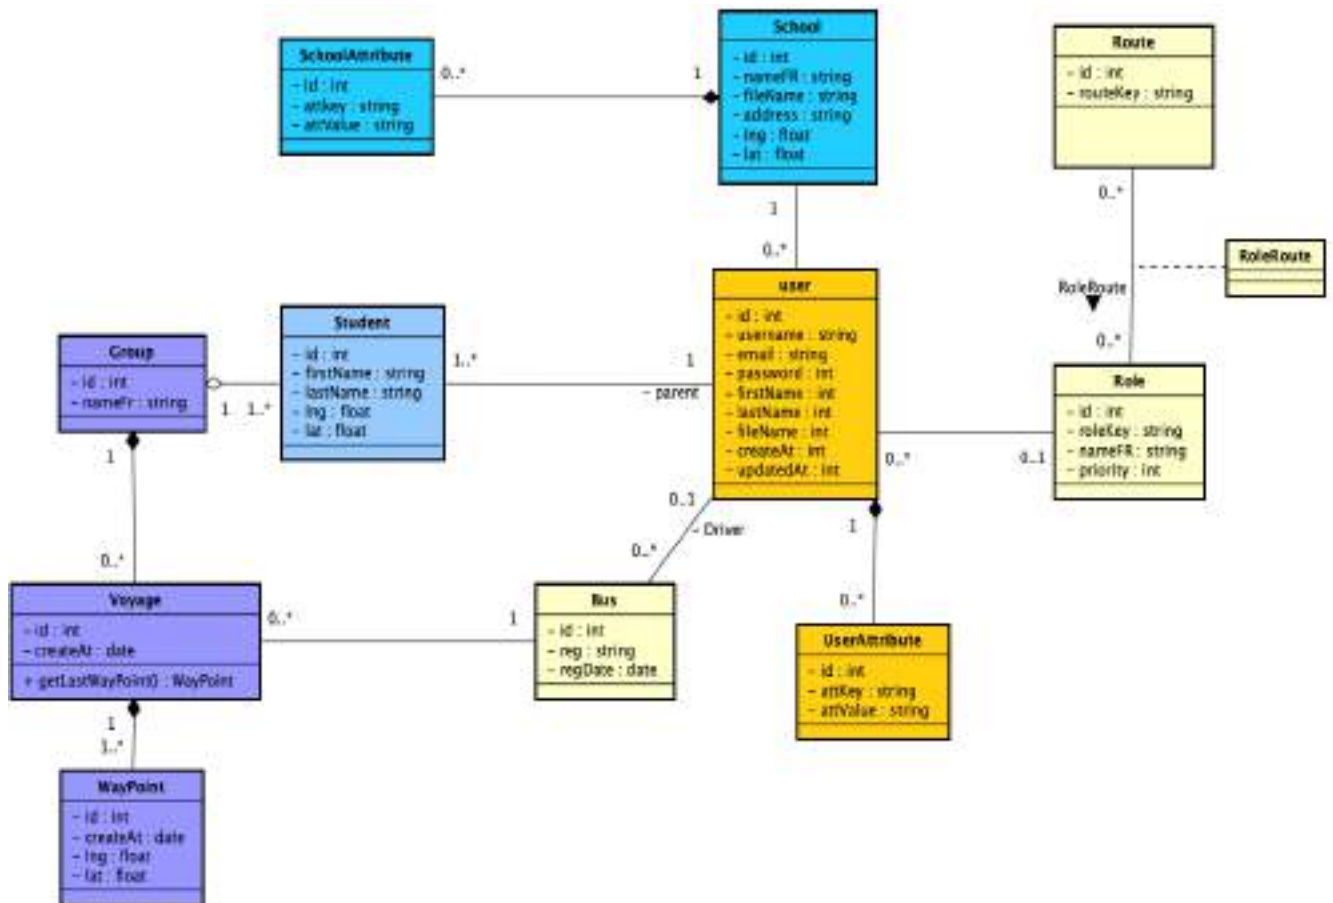 SchoolAttribute
- id : int
- attkey : string
- attValue : string
0..*
1
School
- id : int
- nameFR : string
- fileName : string
- address : string
- lng : float
- lat : float
Route
- id : int
- routeKey : string
1
0..*
0..*
RoleRoute
0..*
RoleRoute
Group
- id : int
- nameFr : string
1
1..*
Student
- id : int
- firstName : string
- lastName : string
- lng : float
- lat : float
1..*
1
- parent
user
- id : int
- username : string
- email : string
- password : int
- firstName : int
- lastName : int
- fileName : int
- createAt : int
- updatedAt : int
0..*
0..1
Role
- id : int
- roleKey : string
- nameFR : string
- priority : int
1
0..*
0..1
- Driver
0..*
1
0..*
Voyage
- id : int
- createAt : date
+ getLastWayPoint() : WayPoint
0..*
1
Bus
- id : int
- reg : string
- regDate : date
UserAttribute
- id : int
- attKey : string
- attValue : string
1
1..*
WayPoint
- id : int
- createAt : date
- lng : float
- lat : float